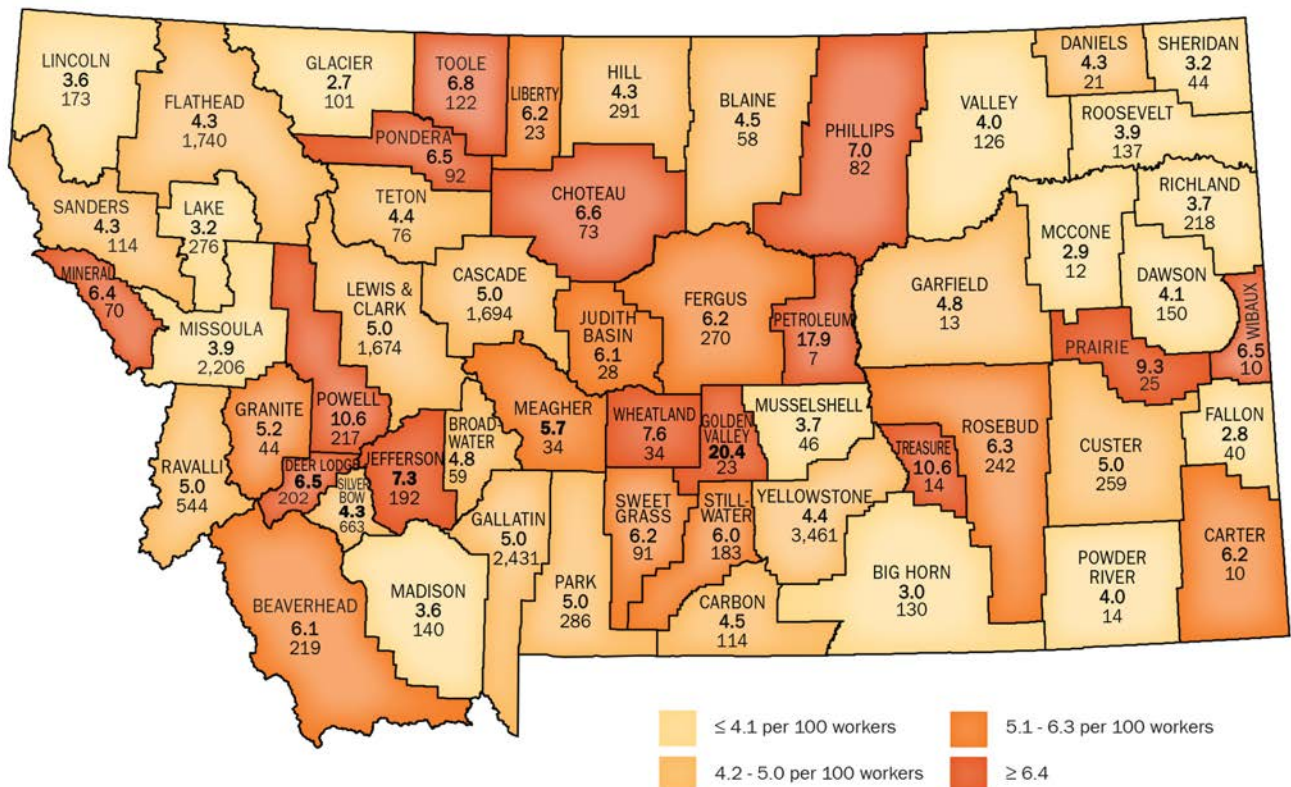 LINCOLN
3.6
173
FLATHEAD
4.3
1,740
GLACIER
2.7
101
TOOLE
6.8
122
LIBERTY
6.2
23
HILL
4.3
291
BLAINE
4.5
58
PHILLIPS
7.0
82
VALLEY
4.0
126
DANIELS
4.3
21
SHERIDAN
3.2
44
ROOSEVELT
3.9
137
PONDERA
6.5
92
SANDERS
4.3
114
LAKE
3.2
276
TETON
4.4
76
CHOTEAU
6.6
73
RICHLAND
3.7
218
MCCONE
2.9
12
DAWSON
4.1
150
GARFIELD
4.8
13
MINERAL
6.4
70
MISSOULA
3.9
2,206
LEWIS &
CLARK
5.0
1,674
CASCADE
5.0
1,694
JUDITH
BASIN
6.1
28
FERGUS
6.2
270
PETROLEUM
17.9
7
PRAIRIE
9.3
25
WIBAUX
6.5
10
GRANITE
5.2
44
POWELL
10.6
217
MEAGHER
5.7
34
WHEATLAND
7.6
34
GOLDEN
VALLEY
20.4
23
MUSSELSHELL
3.7
46
TREASURE
10.6
14
ROSEBUD
6.3
242
CUSTER
5.0
259
FALLON
2.8
40
RAVALLI
5.0
544
DEER LODGE
6.5
202
SILVER
BOW
4.3
663
JEFFERSON
7.3
192
BROAD-
WATER
4.8
59
GALLATIN
5.0
2,431
PARK
5.0
286
SWEET
GRASS
6.2
91
STILL-
WATER
6.0
183
YELLOWSTONE
4.4
3,461
BIG HORN
3.0
130
POWDER
RIVER
4.0
14
CARTER
6.2
10
BEAVERHEAD
6.1
219
MADISON
3.6
140
CARBON
4.5
114
≤ 4.1 per 100 workers
4.2 - 5.0 per 100 workers
5.1 - 6.3 per 100 workers
≥ 6.4